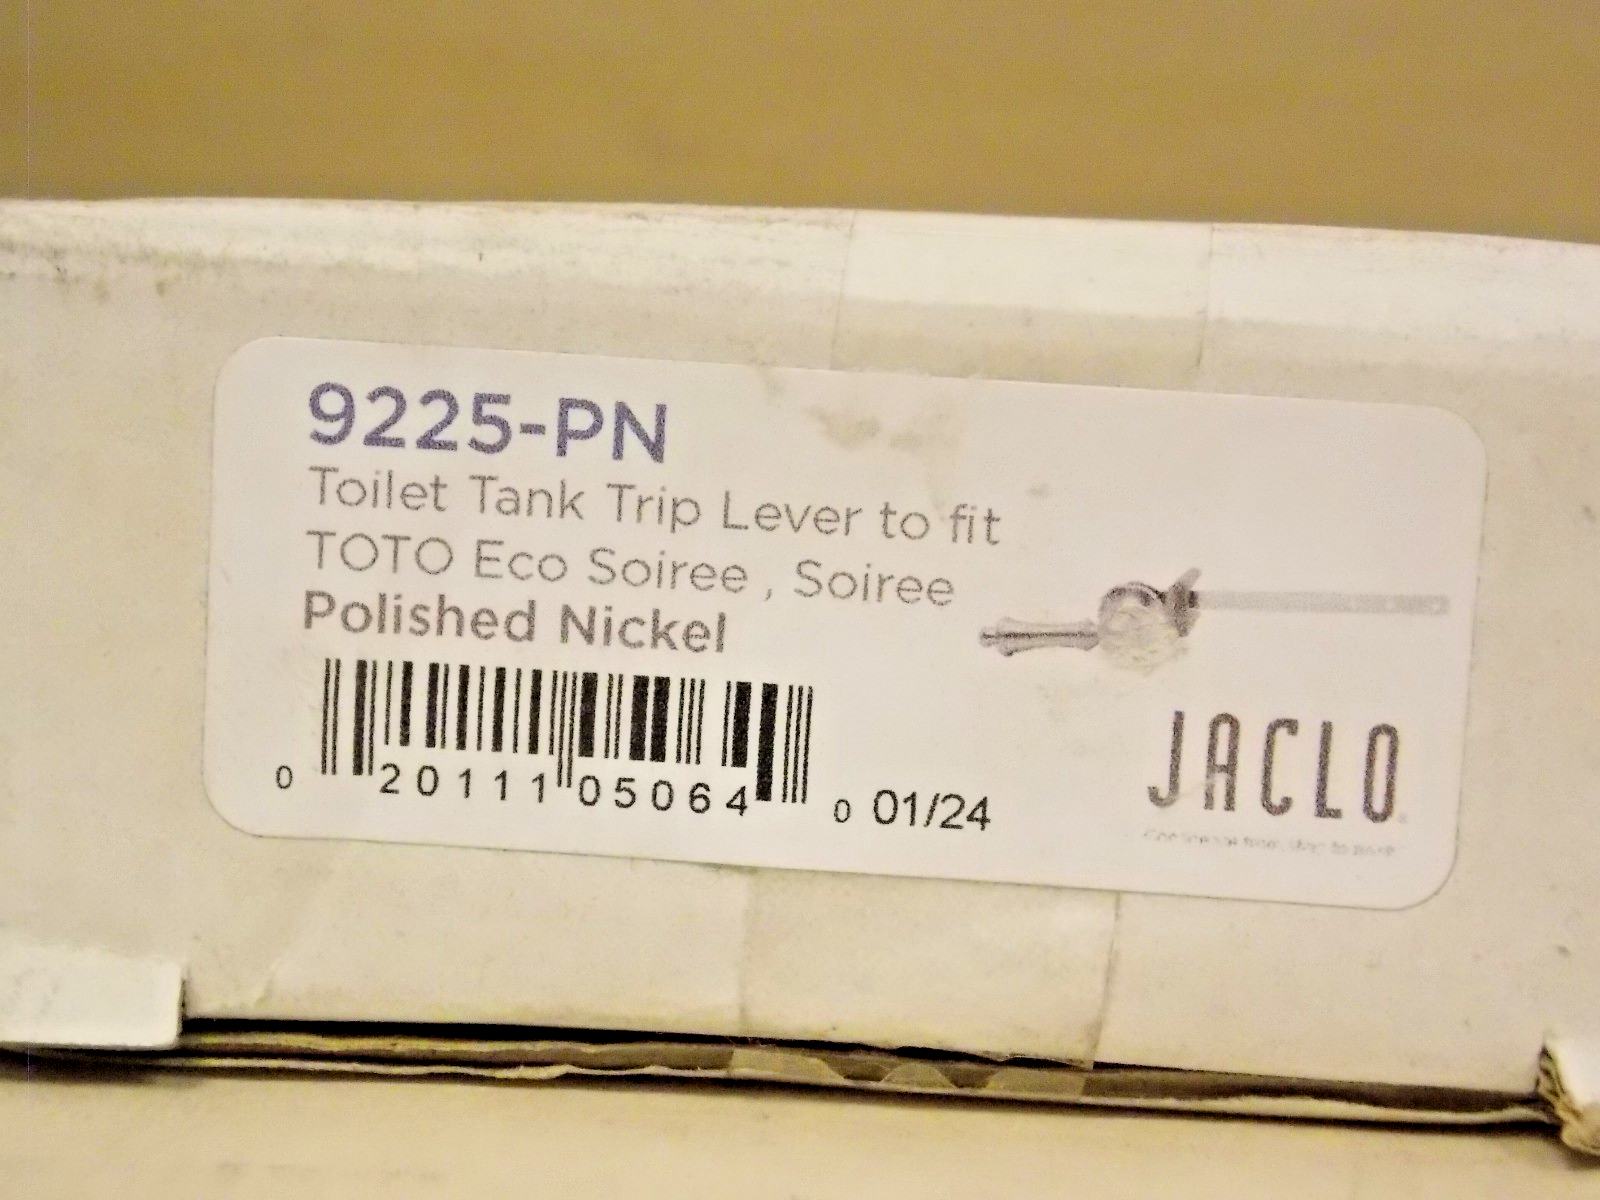 9225-PN
Toilet Tank Trip Lever to fit
TOTO Eco Soiree , Soiree
Polished Nickel
0 20111 05064 0 01/24
JACLO